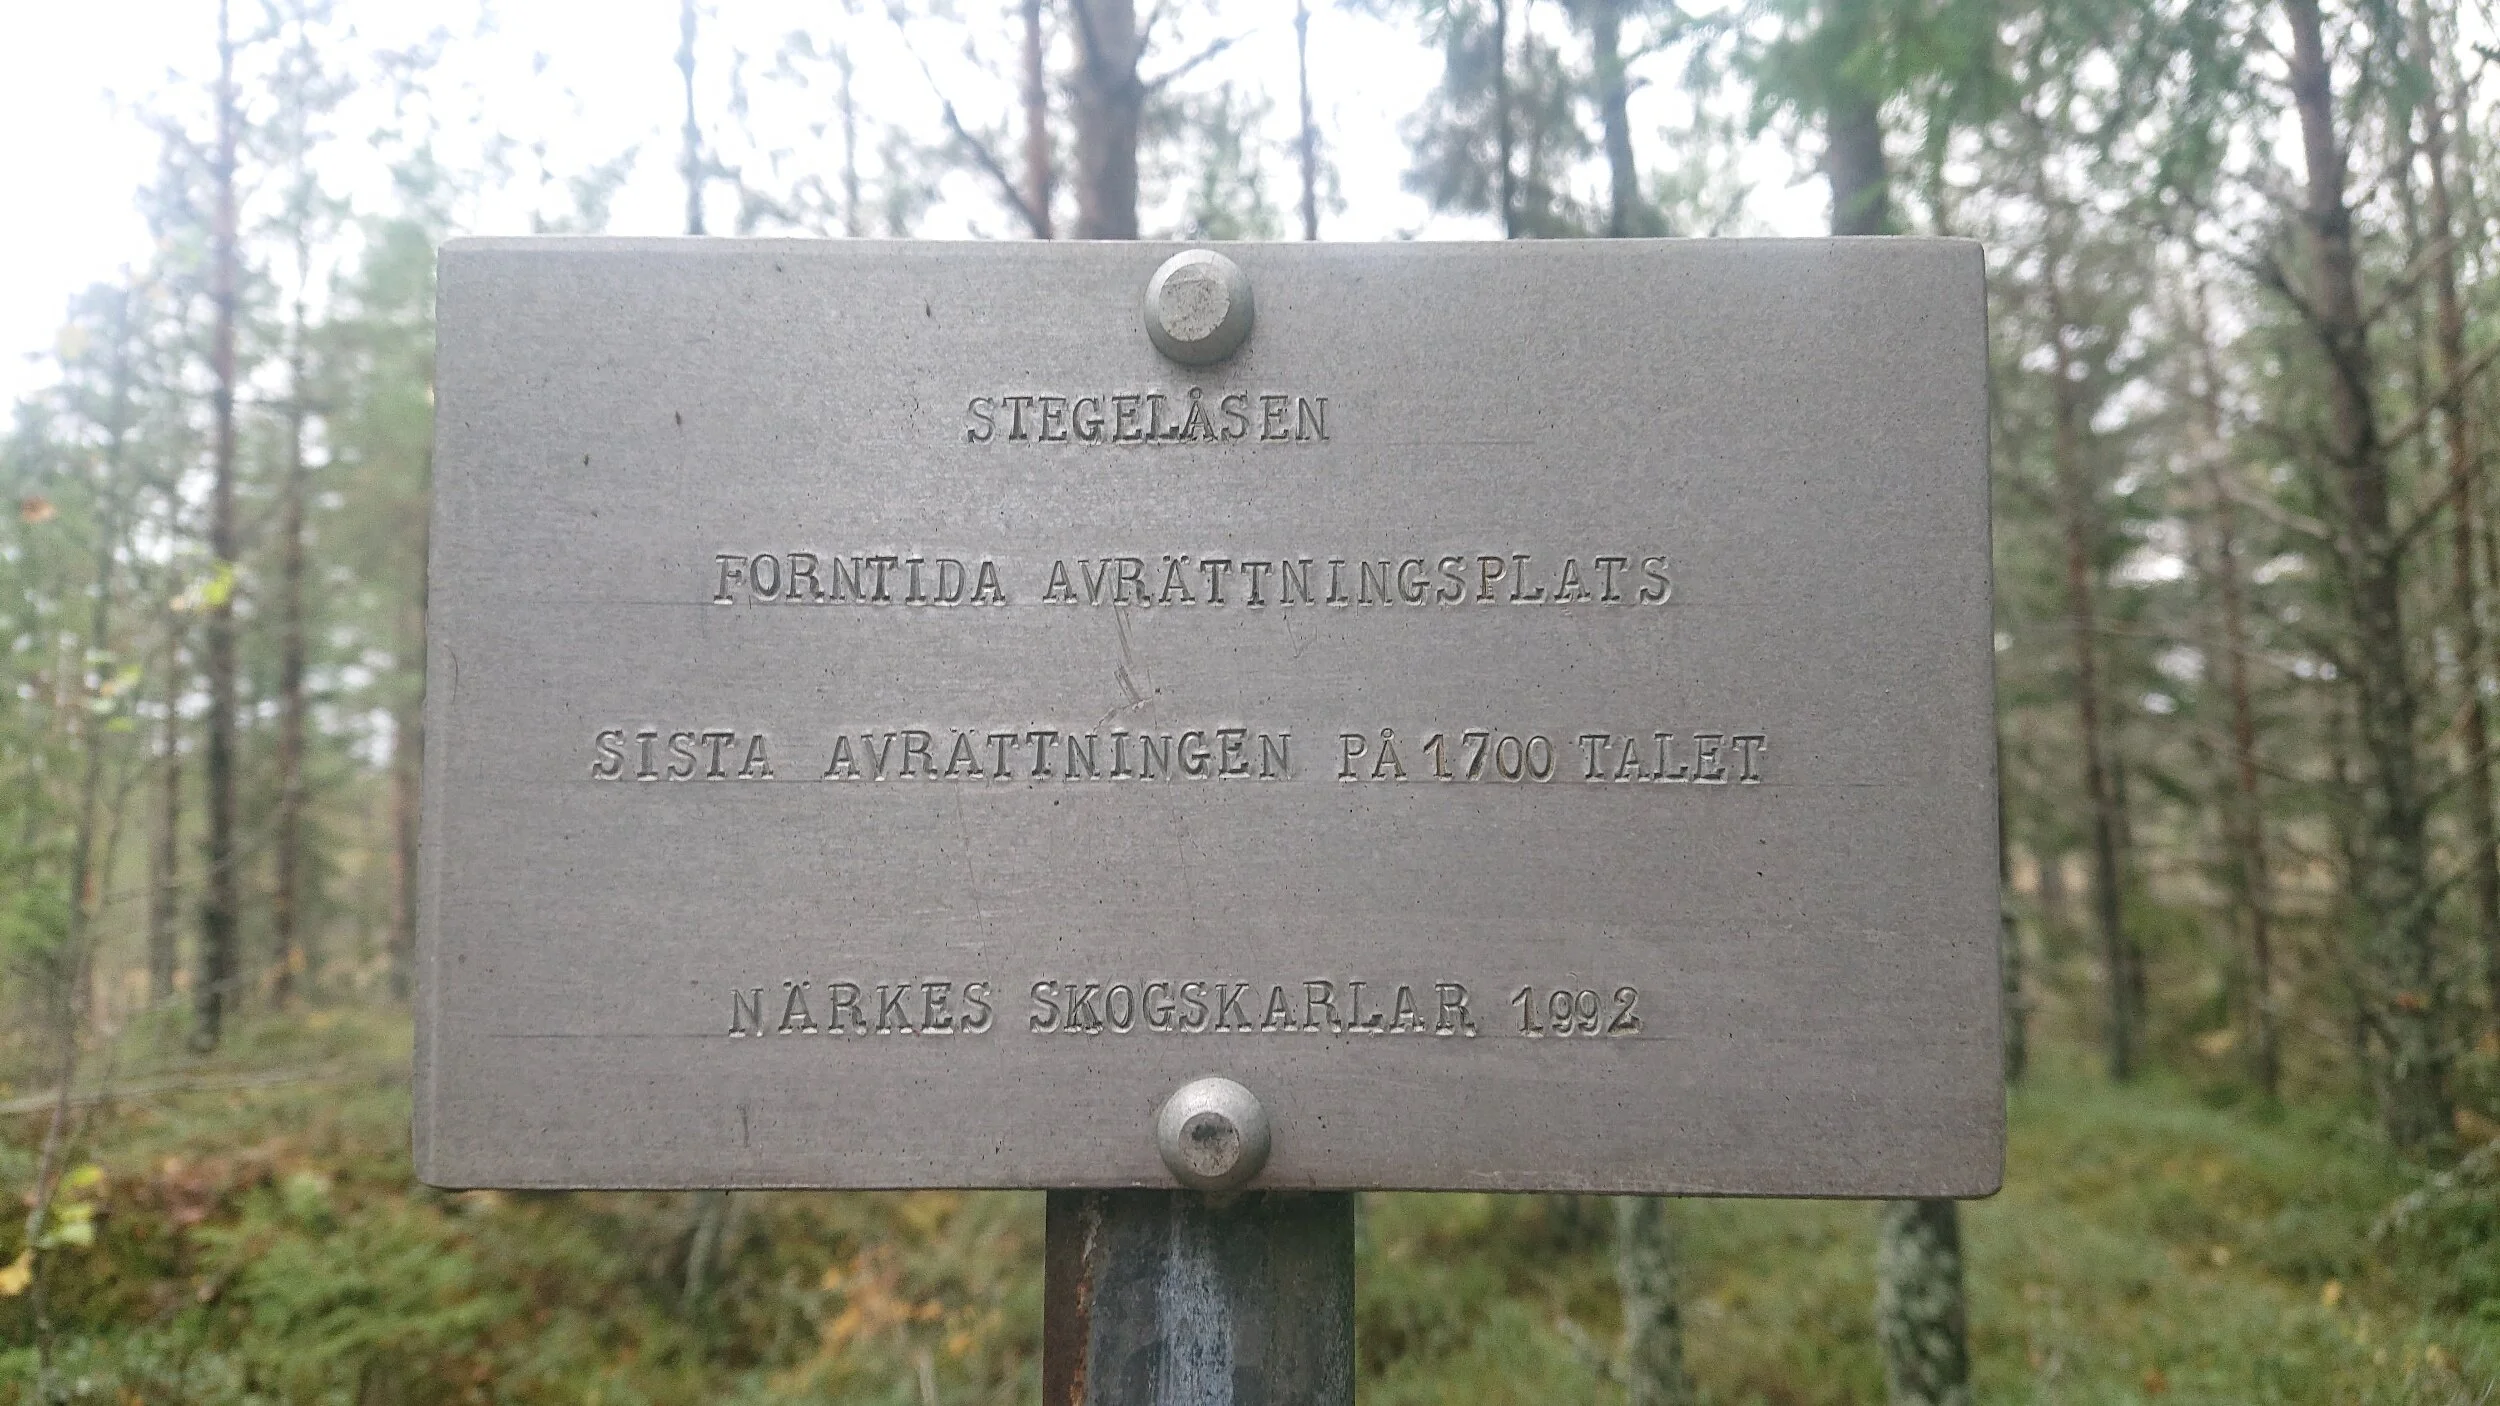 STEGELÅSEN
FORNTIDA AVRÄTTNINGSPLATS
SISTA AVRÄTTNINGEN PÅ 1700 TALET
NÄRKES SKOGSKARLAR 1992